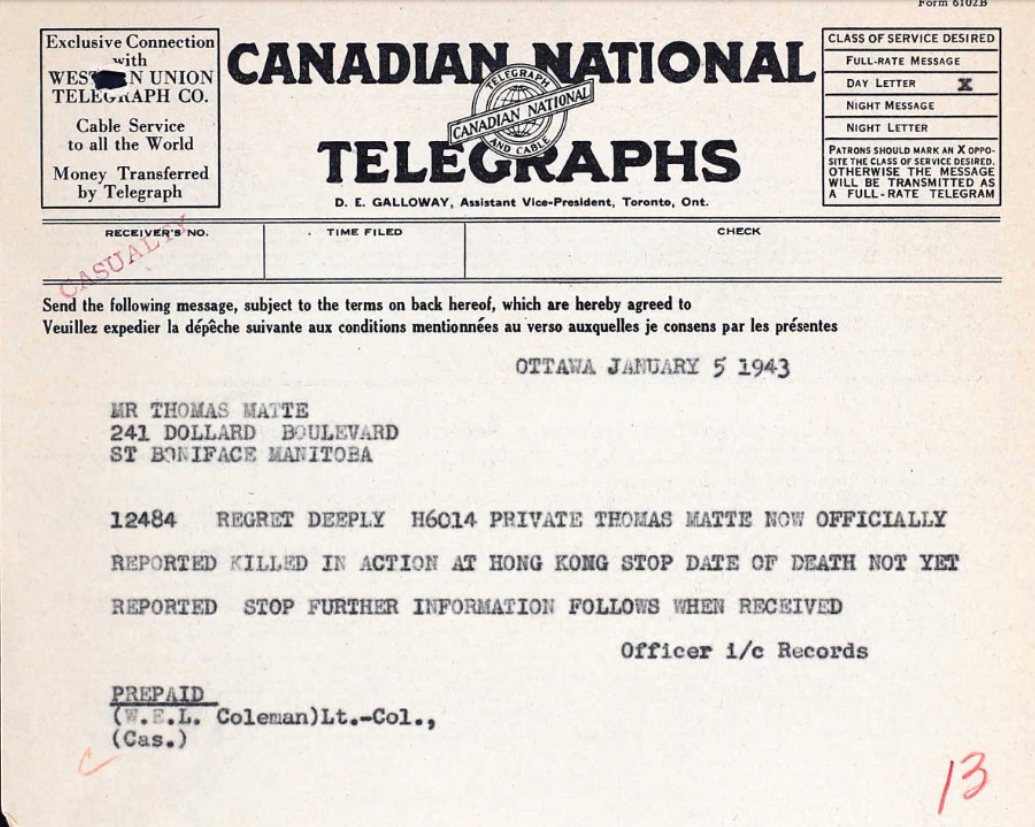 Form 6102B
Exclusive Connection
with
WESTERN UNION
TELEGRAPH CO.
Cable Service
to all the World
Money Transferred
by Telegraph
CANADIAN NATIONAL
TELEGRAPH
CANADIAN NATIONAL
AND CABLE
TELEGRAPHS
D. E. GALLOWAY, Assistant Vice-President, Toronto, Ont.
CLASS OF SERVICE DESIRED
FULL-RATE MESSAGE
DAY LETTER X
NIGHT MESSAGE
NIGHT LETTER
PATRONS SHOULD MARK AN X OPPO-
SITE THE CLASS OF SERVICE DESIRED.
OTHERWISE THE MESSAGE
WILL BE TRANSMITTED AS
A FULL-RATE TELEGRAM
RECEIVER'S NO. TIME FILED CHECK
CASUALTY
Send the following message, subject to the terms on back hereof, which are hereby agreed to
Veuillez expedier la dépêche suivante aux conditions mentionnées au verso auxquelles je consens par les présentes
OTTAWA JANUARY 5 1943
MR THOMAS MATTE
241 DOLLARD BOULEVARD
ST BONIFACE MANITOBA
12484 REGRET DEEPLY H6014 PRIVATE THOMAS MATTE NOW OFFICIALLY
REPORTED KILLED IN ACTION AT HONG KONG STOP DATE OF DEATH NOT YET
REPORTED STOP FURTHER INFORMATION FOLLOWS WHEN RECEIVED
Officer i/c Records
PREPAID
(W.E.L. Coleman)Lt.-Col.,
(Cas.)
13